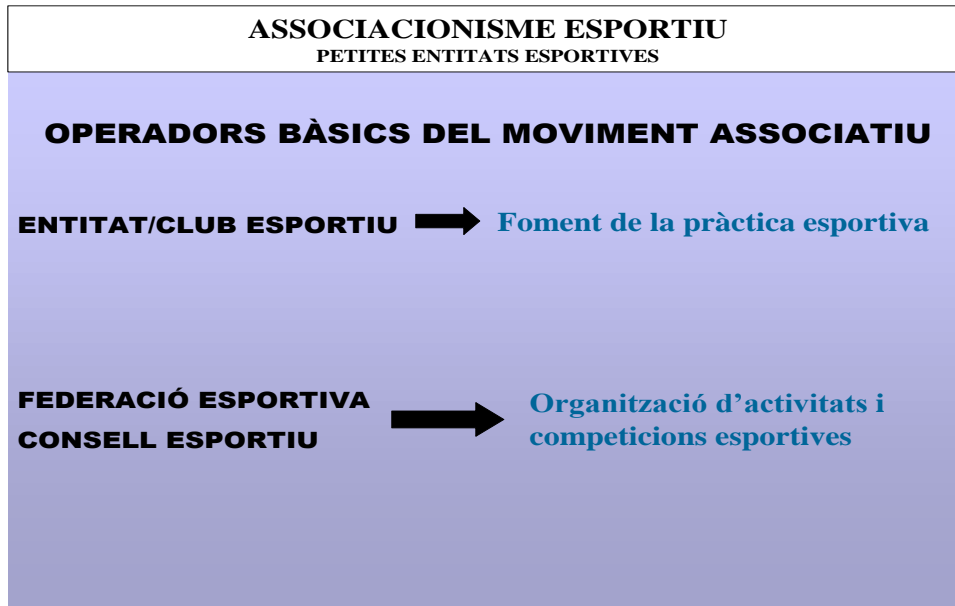 ASSOCIACIONISME ESPORTIU
PETITES ENTITATS ESPORTIVES
OPERADORS BÀSICS DEL MOVIMENT ASSOCIATIU
ENTITAT/CLUB ESPORTIU
Foment de la pràctica esportiva
FEDERACIÓ ESPORTIVA
CONSELL ESPORTIU
Organització d’activitats i
competicions esportives